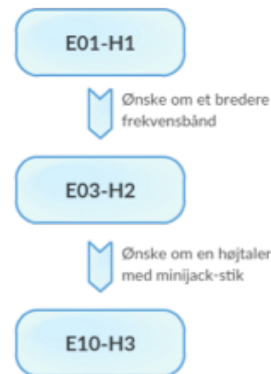 E01-H1
Ønske om et bredere
frekvensbånd
E03-H2
Ønske om en højtaler
med minijack-stik
E10-H3